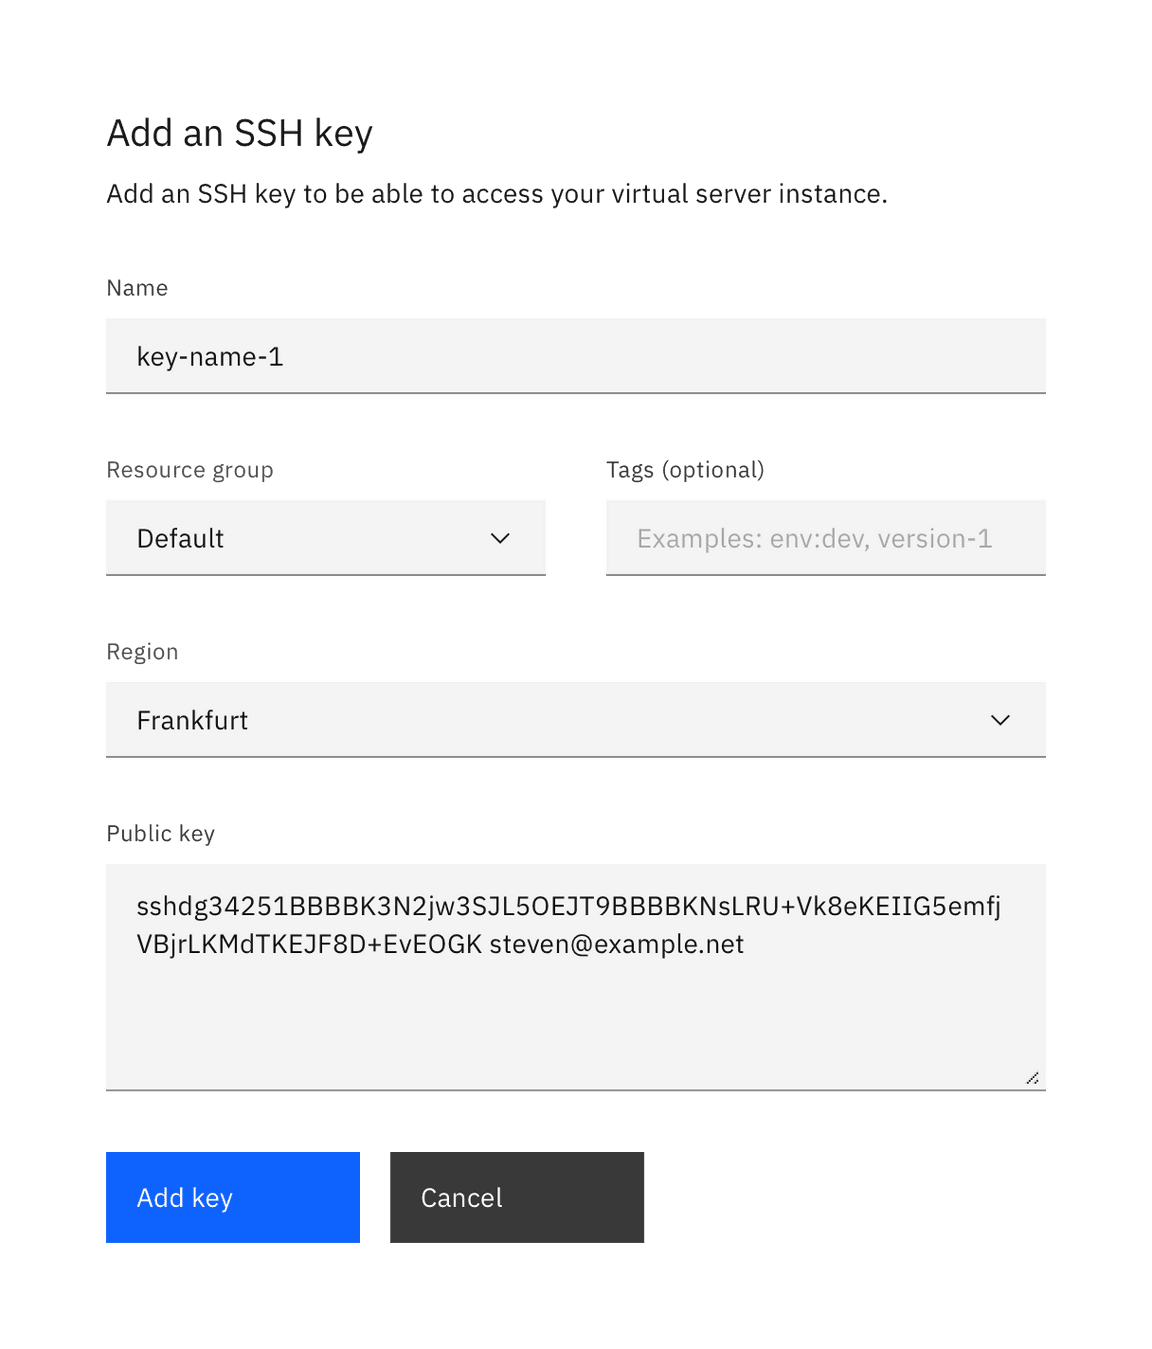 Add an SSH key
Add an SSH key to be able to access your virtual server instance.
Name
key-name-1
Resource group
Tags (optional)
Default
Examples: env:dev, version-1
Region
Frankfurt
Public key
sshdg34251BBBBK3N2jw3SJL5OEJT9BBBBKNsLRU+Vk8eKEIIG5emfj
VBjrLKMdTKEJF8D+EvEOGK steven@example.net
Add key
Cancel